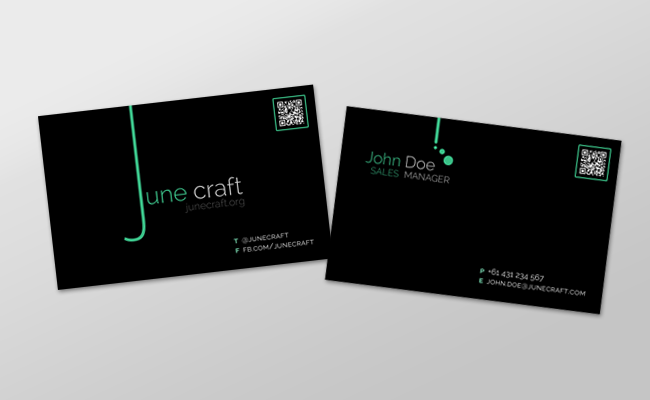 June craft
junecraft.org
T @JUNECRAFT
F FB.COM/JUNECRAFT
John Doe
SALES MANAGER
P +61 431 234 567
E JOHN.DOE@JUNECRAFT.COM